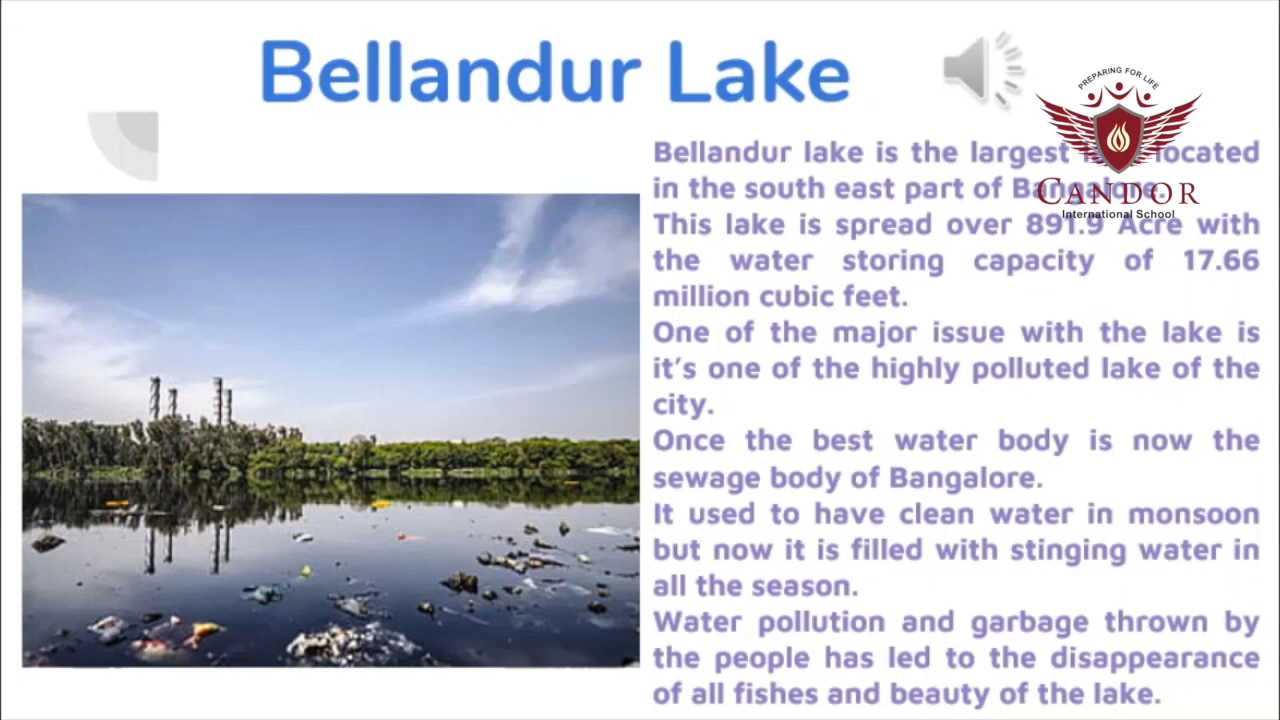 Bellandur Lake
PREPARING FOR LIFE
CANDOR
International School
Bellandur lake is the largest located
in the south east part of Bangalore.
This lake is spread over 891.9 Acre with
the water storing capacity of 17.66
million cubic feet.
One of the major issue with the lake is
it's one of the highly polluted lake of the
city.
Once the best water body is now the
sewage body of Bangalore.
It used to have clean water in monsoon
but now it is filled with stinging water in
all the season.
Water pollution and garbage thrown by
the people has led to the disappearance
of all fishes and beauty of the lake.